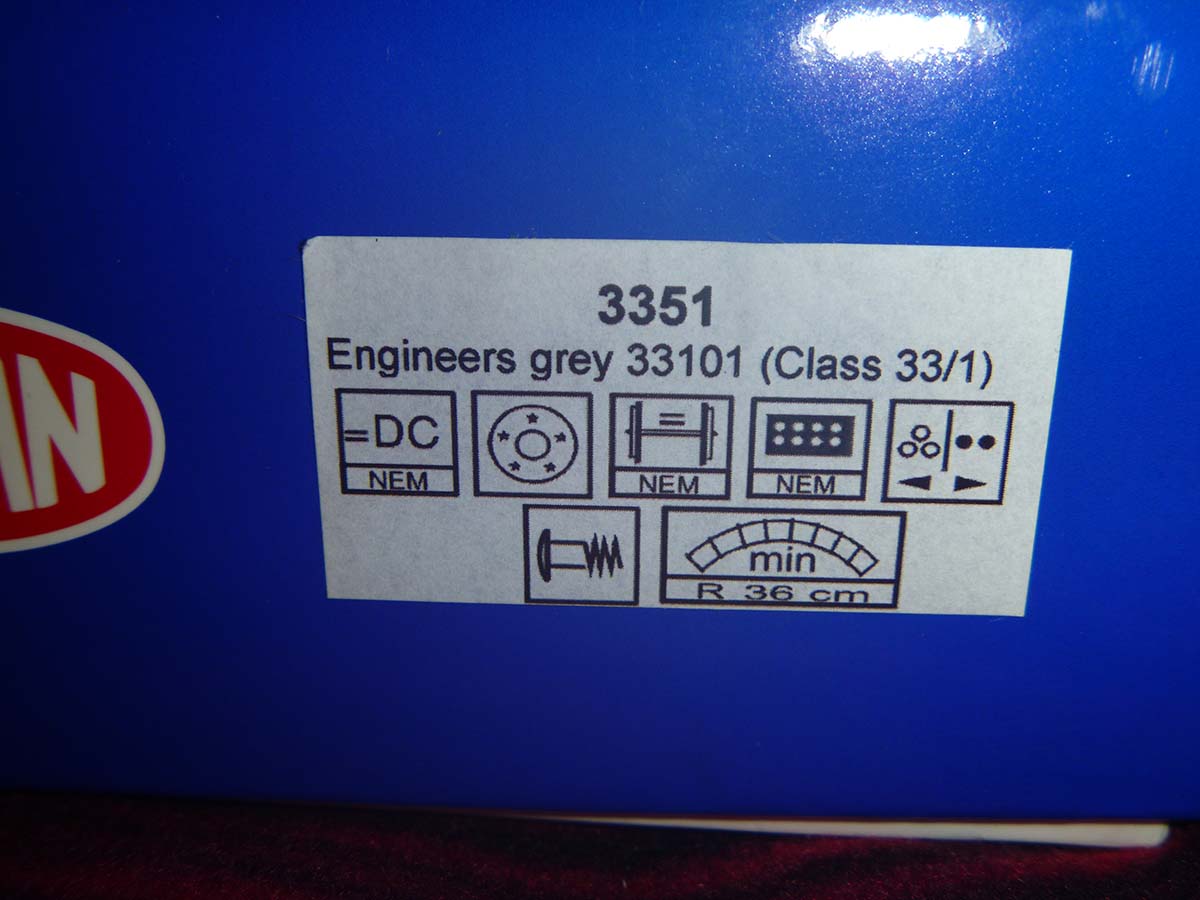 3351
Engineers grey 33101 (Class 33/1)
=DC
NEM
NEM
NEM
min
R 36 cm
IN